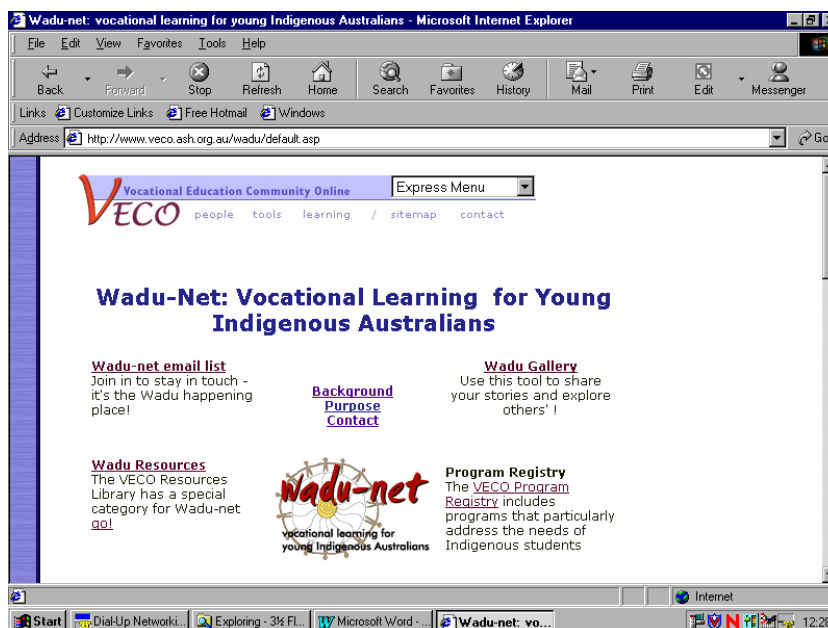 Wadu-net: vocational learning for young Indigenous Australians - Microsoft Internet Explorer
File Edit View Favorites Tools Help
Back Forward Stop Refresh Home Search Favorites History Mail Print Edit Messenger
Links Customize Links Free Hotmail Windows
Address http://www.veco.ash.org.au/wadu/default.asp Go
Vocational Education Community Online Express Menu
VECO people tools learning / sitemap contact
Wadu-Net: Vocational Learning for Young
Indigenous Australians
Wadu-net email list
Join in to stay in touch -
it's the Wadu happening
place!
Background
Purpose
Contact
Wadu Gallery
Use this tool to share
your stories and explore
others' !
Wadu Resources
The VECO Resources
Library has a special
category for Wadu-net
go!
wadu-net
vocational learning for
young Indigenous Australians
Program Registry
The VECO Program
Registry includes
programs that particularly
address the needs of
Indigenous students
Internet
Start Dial-Up Networki... Exploring - 3½ Fl... Microsoft Word - ... Wadu-net: vo... 12:28